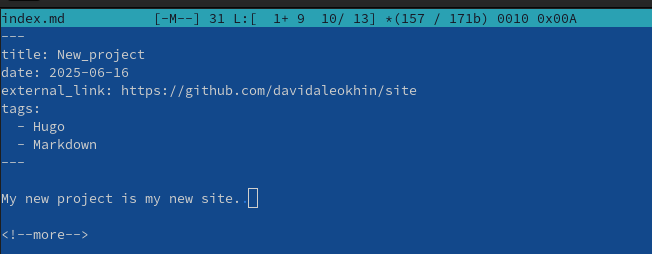 index.md [-M--] 31 L:[ 1+ 9 10/ 13] *(157 / 171b) 0010 0x00A
---
title: New_project
date: 2025-06-16
external_link: https://github.com/davidaleokhin/site
tags:
- Hugo
- Markdown
---
My new project is my new site..
<!--more-->